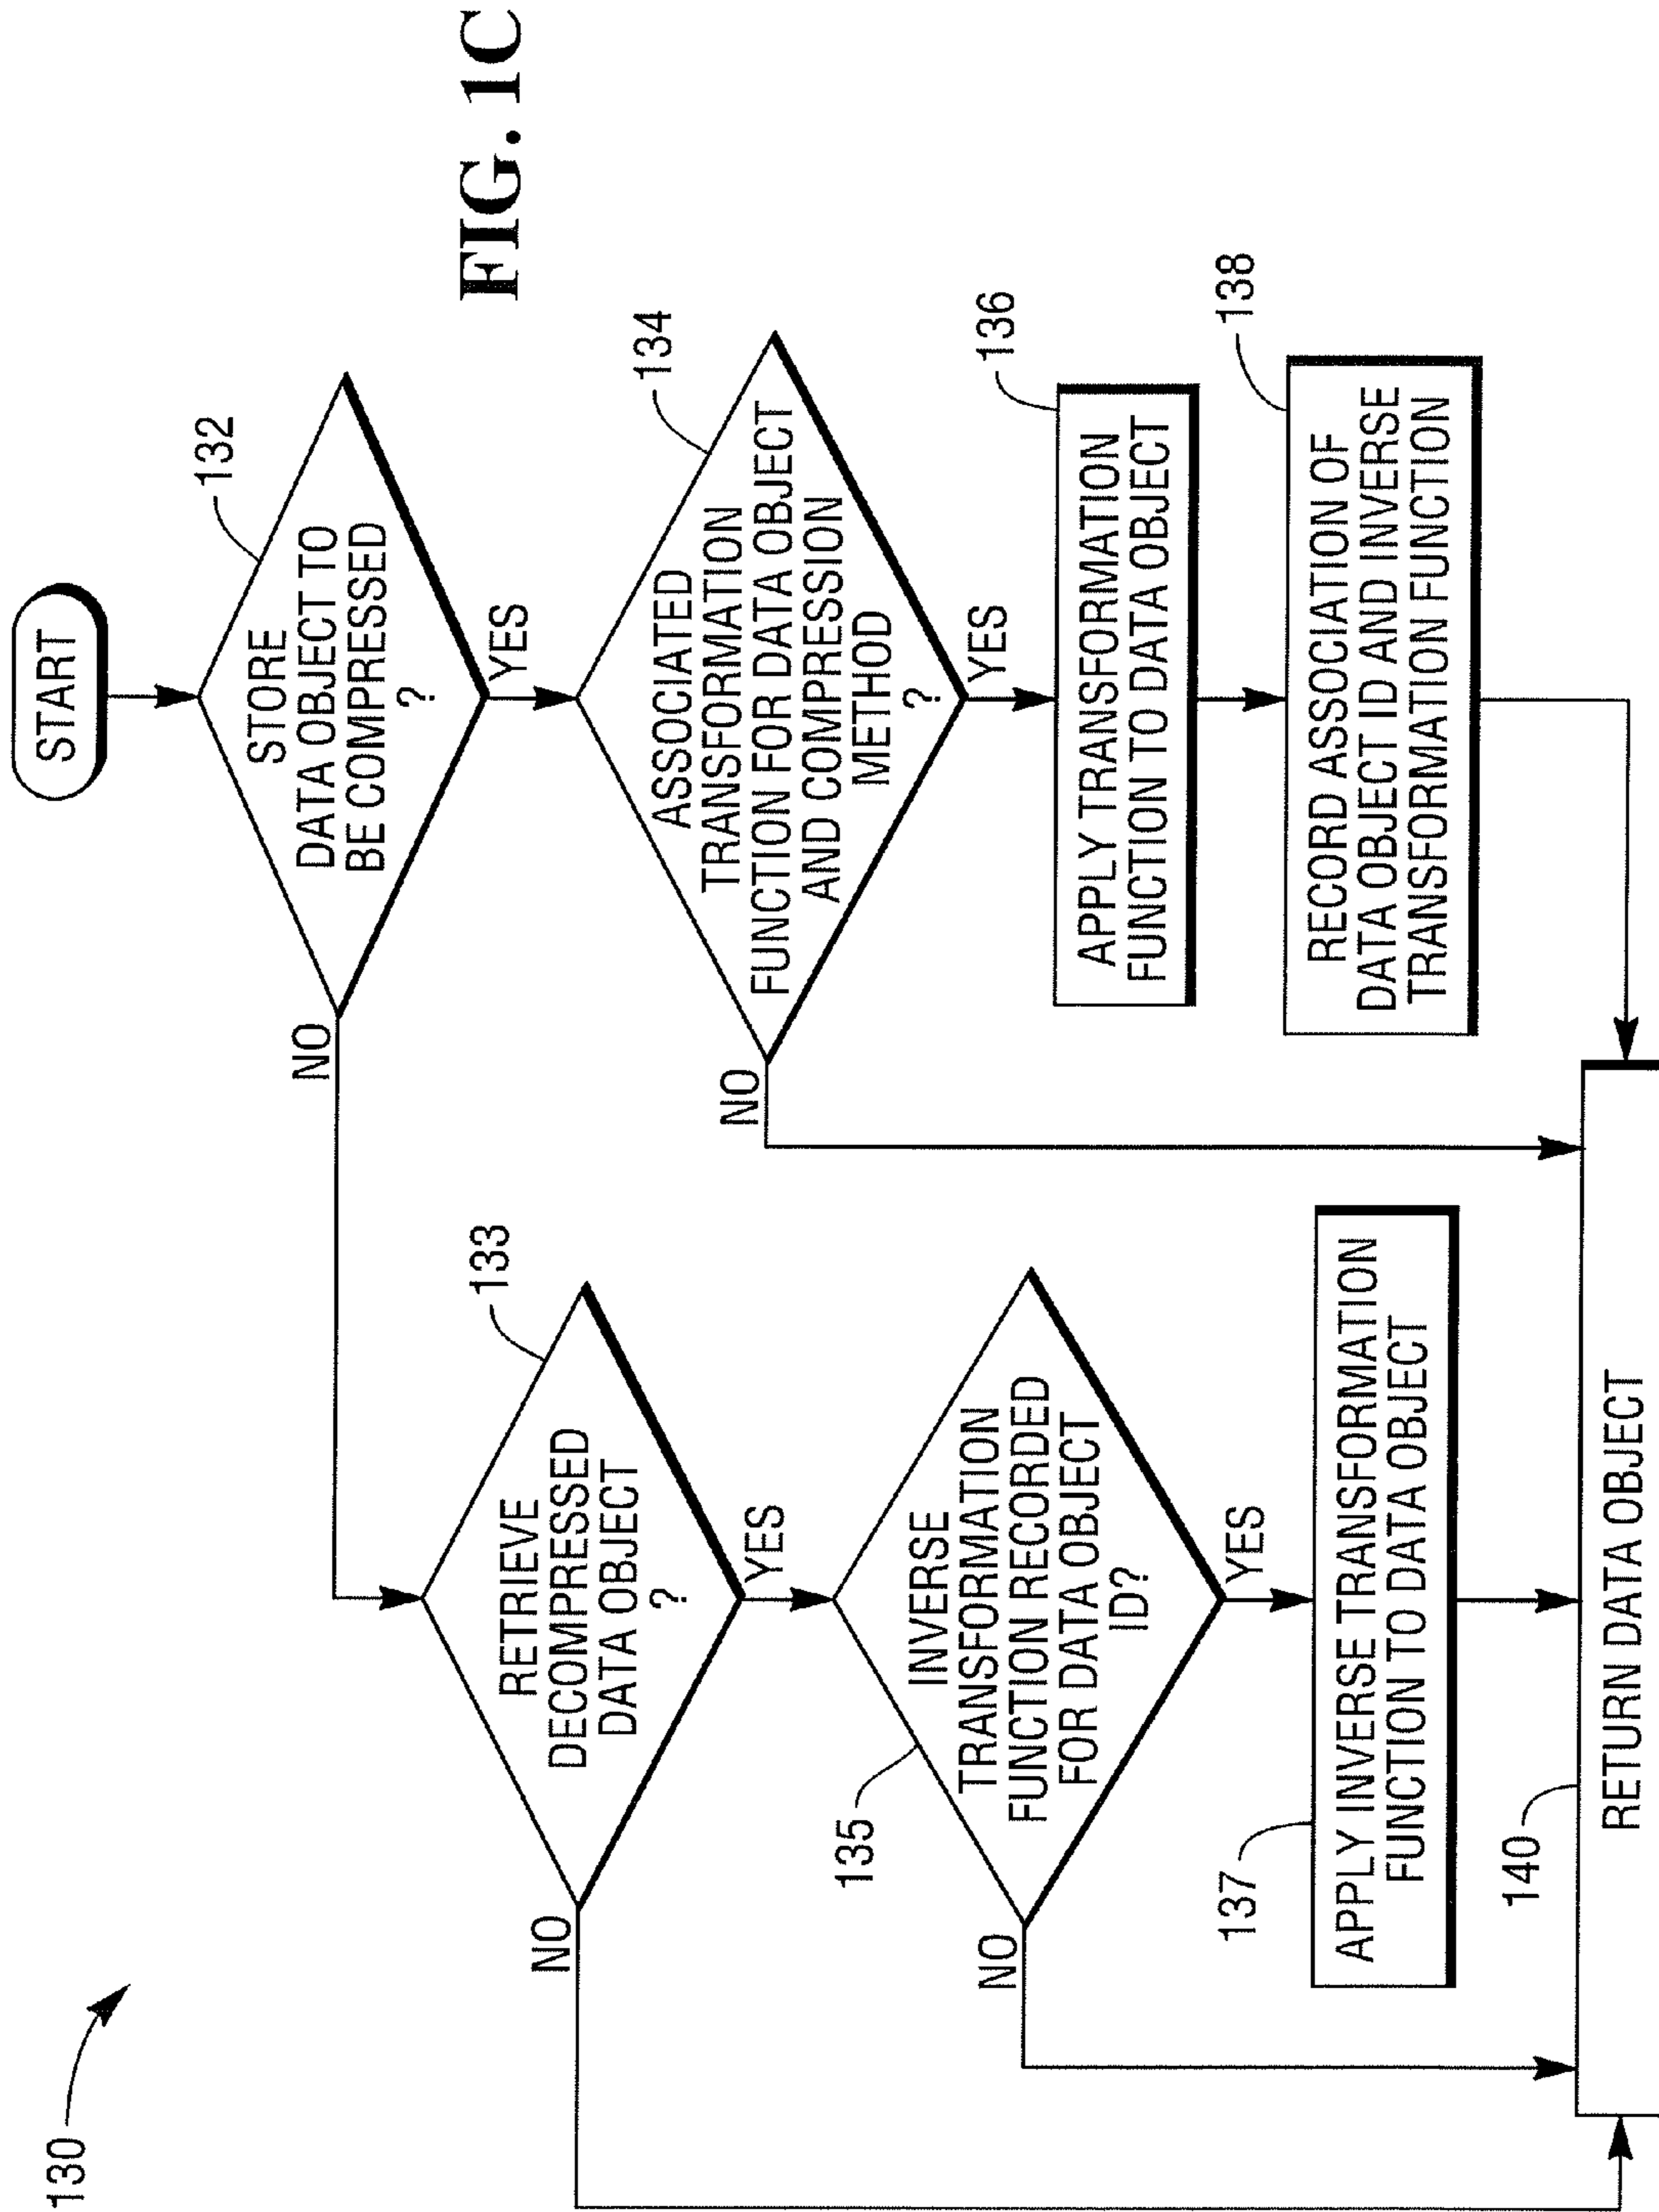 130
START
STORE
DATA OBJECT TO
BE COMPRESSED
?
132
NO
YES
RETRIEVE
DECOMPRESSED
DATA OBJECT
?
133
NO
YES
ASSOCIATED
TRANSFORMATION
FUNCTION FOR DATA OBJECT
AND COMPRESSION
METHOD
?
134
NO
YES
INVERSE
TRANSFORMATION
FUNCTION RECORDED
FOR DATA OBJECT
ID?
135
NO
YES
APPLY TRANSFORMATION
FUNCTION TO DATA OBJECT
136
APPLY INVERSE TRANSFORMATION
FUNCTION TO DATA OBJECT
137
RECORD ASSOCIATION OF
DATA OBJECT ID AND INVERSE
TRANSFORMATION FUNCTION
138
140
RETURN DATA OBJECT
FIG. 1C